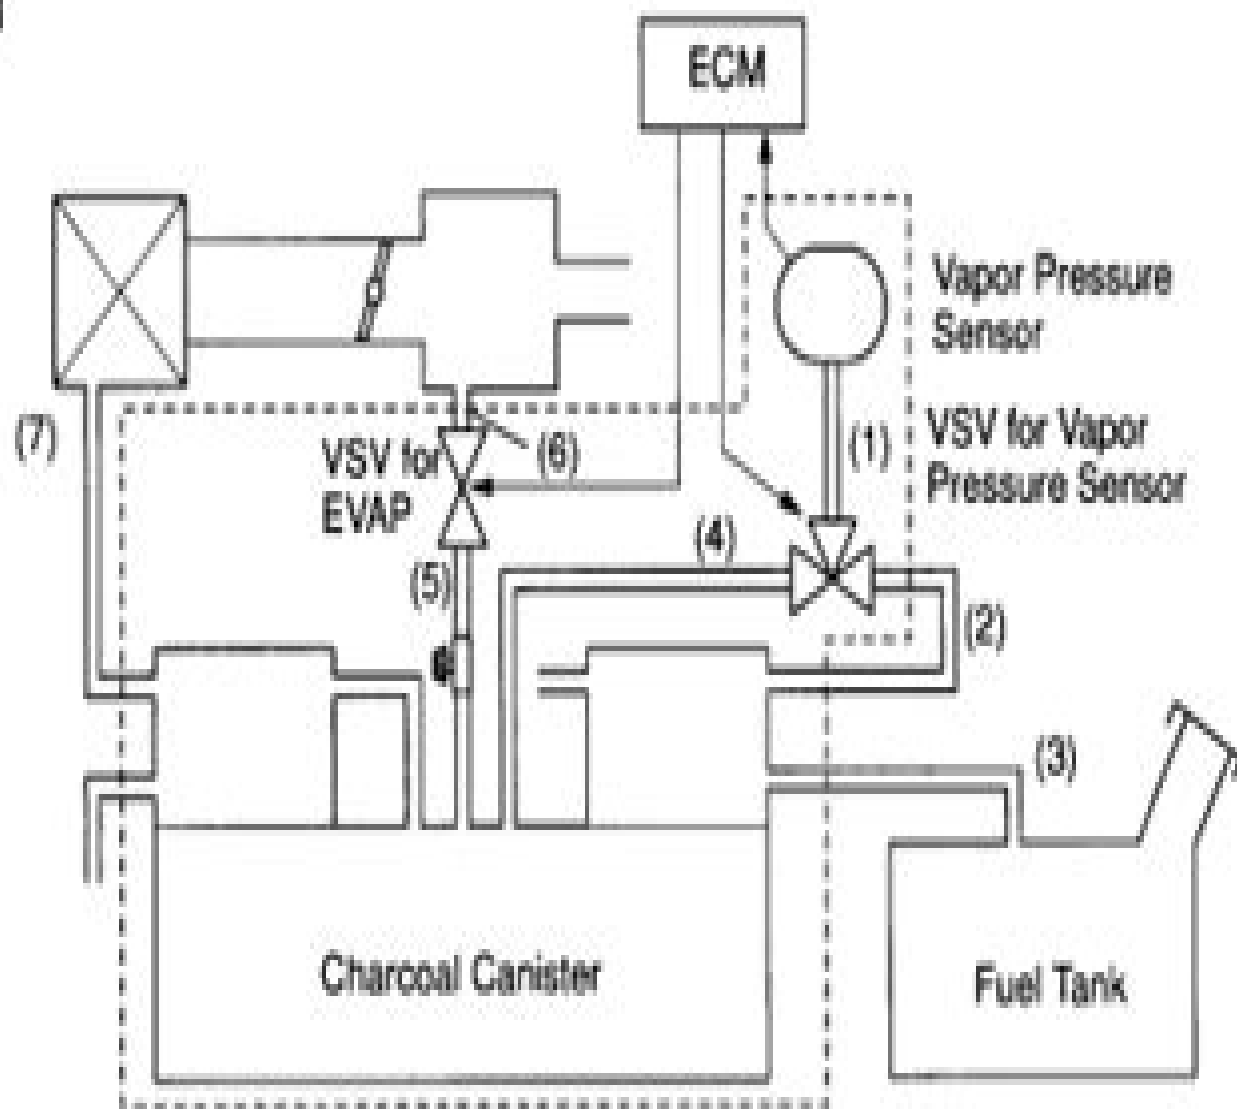 ECM
Vapor Pressure
Sensor
(7)
VSV for
EVAP
(6)
(1)
VSV for Vapor
Pressure Sensor
(4)
(5)
(2)
(3)
Charcoal Canister
Fuel Tank